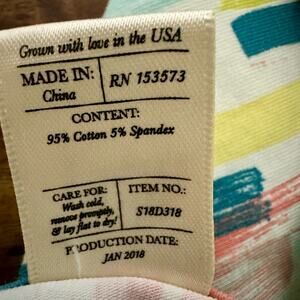 Grown with love in the USA
MADE IN:
China
RN 153573
CONTENT:
95% Cotton 5% Spandex
CARE FOR:
Wash cold,
remove promptly,
& lay flat to dry!
ITEM NO.:
S18D318
PRODUCTION DATE:
JAN 2018